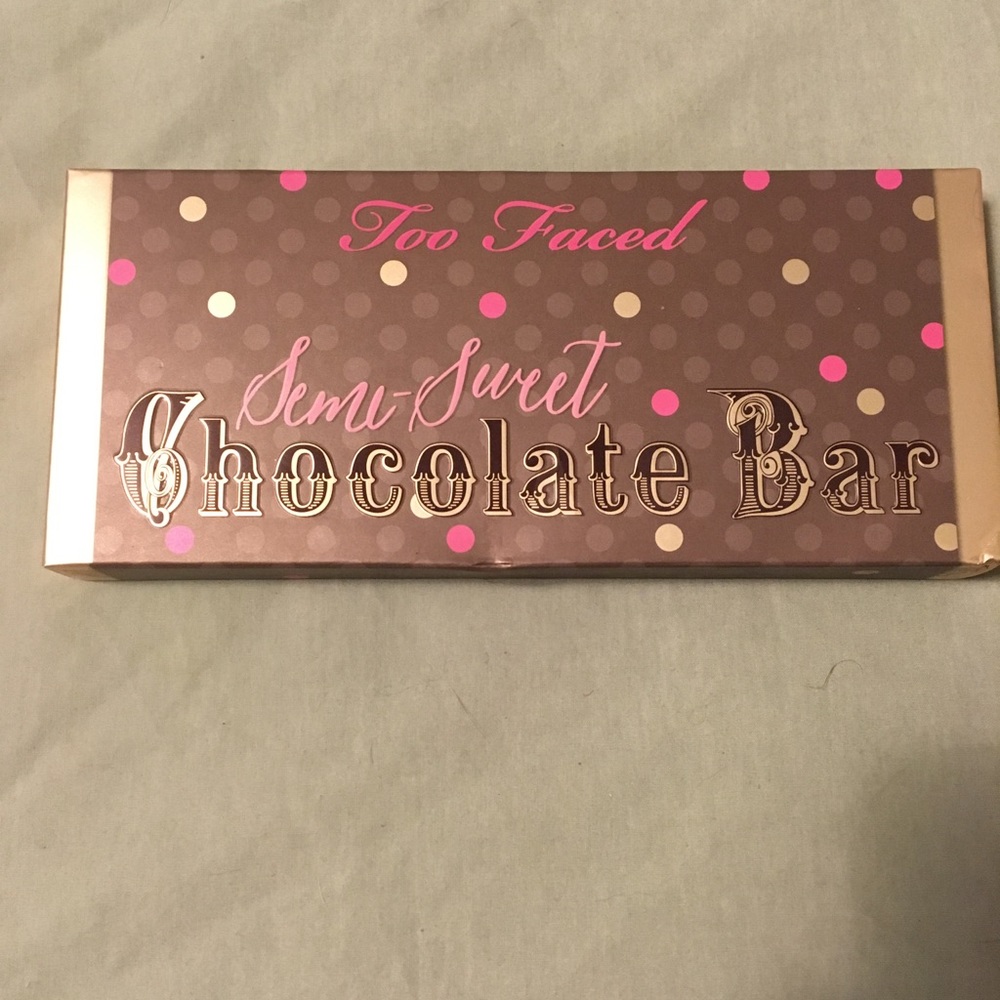 Too Faced
Semi-Sweet
Chocolate Bar